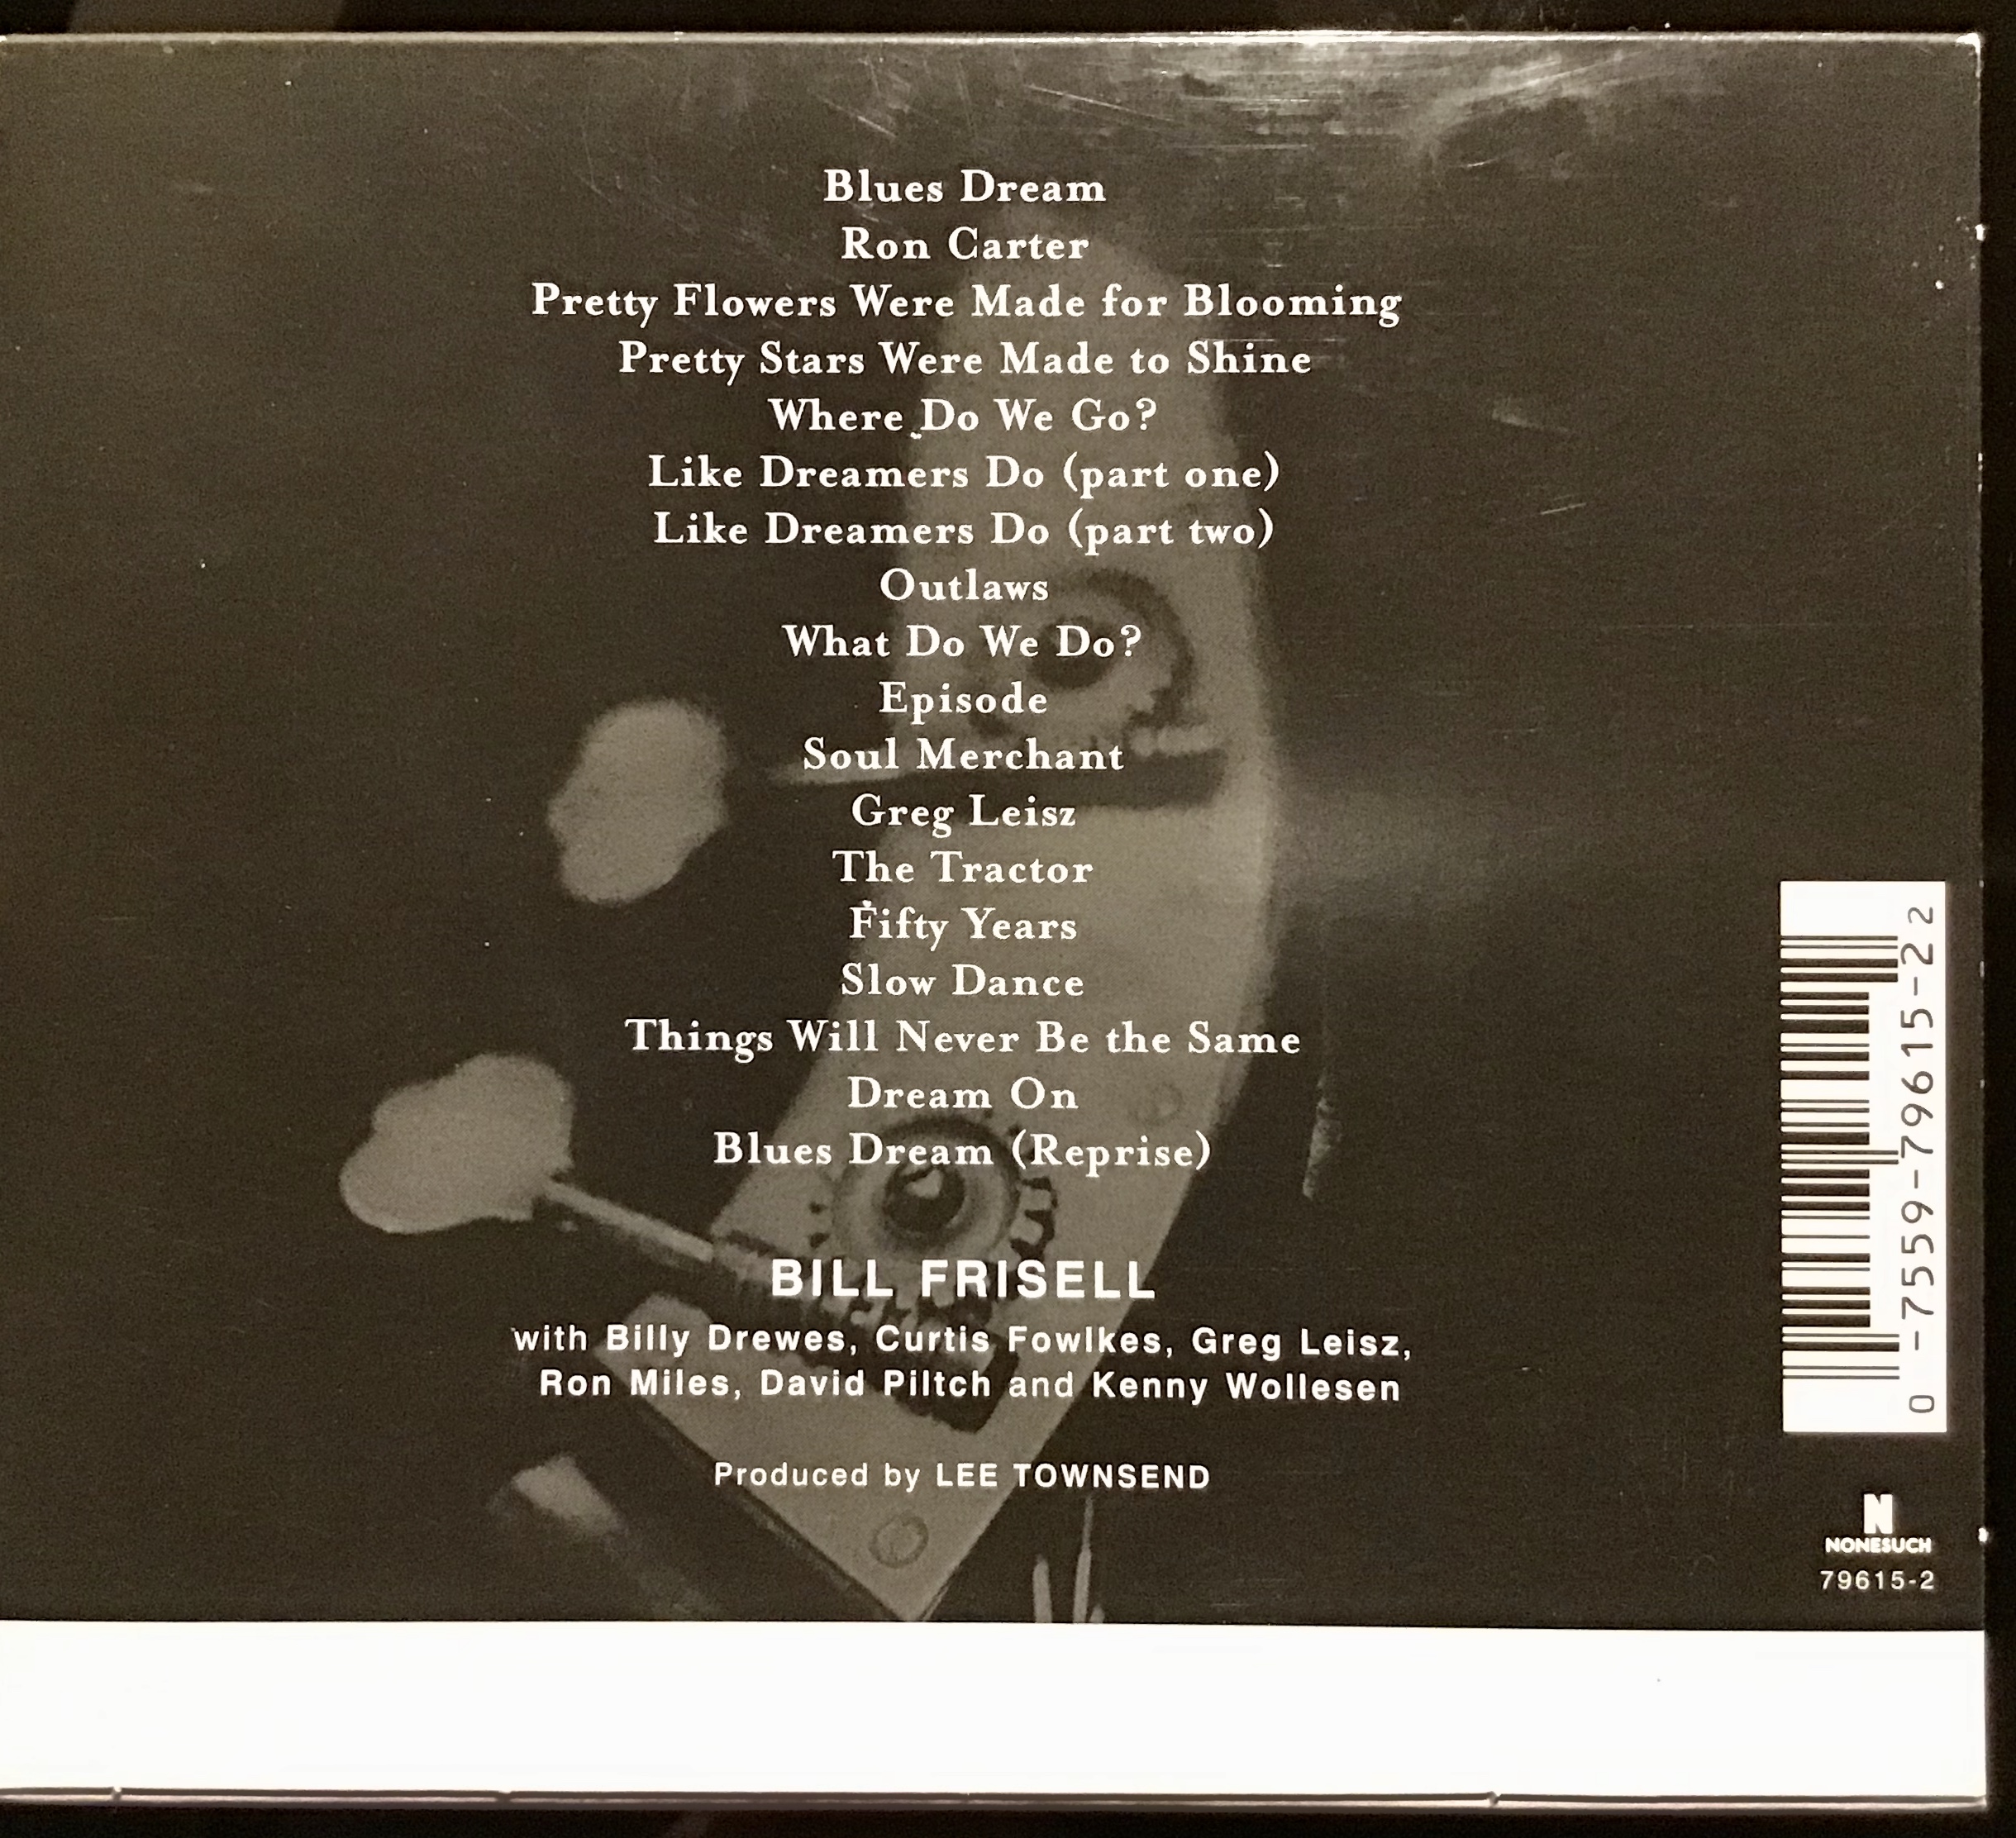 Blues Dream
Ron Carter
Pretty Flowers Were Made for Blooming
Pretty Stars Were Made to Shine
Where Do We Go?
Like Dreamers Do (part one)
Like Dreamers Do (part two)
Outlaws
What Do We Do?
Episode
Soul Merchant
Greg Leisz
The Tractor
Fifty Years
Slow Dance
Things Will Never Be the Same
Dream On
Blues Dream (Reprise)
BILL FRISELL
with Billy Drewes, Curtis Fowlkes, Greg Leisz,
Ron Miles, David Piltch and Kenny Wollesen
Produced by LEE TOWNSEND
0 -7559-79615-2 2
N
NONESUCH
79615-2